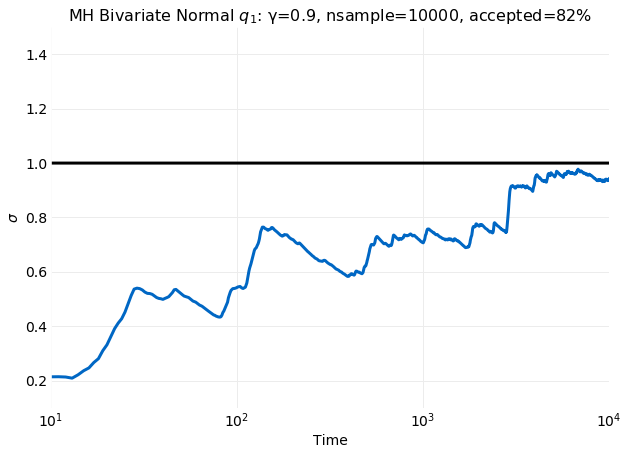 MH Bivariate Normal $q_1$: γ=0.9, nsample=10000, accepted=82%
1.4
1.2
1.0
0.8
0.6
0.4
0.2
σ
10¹ 10² 10³ 10⁴
Time